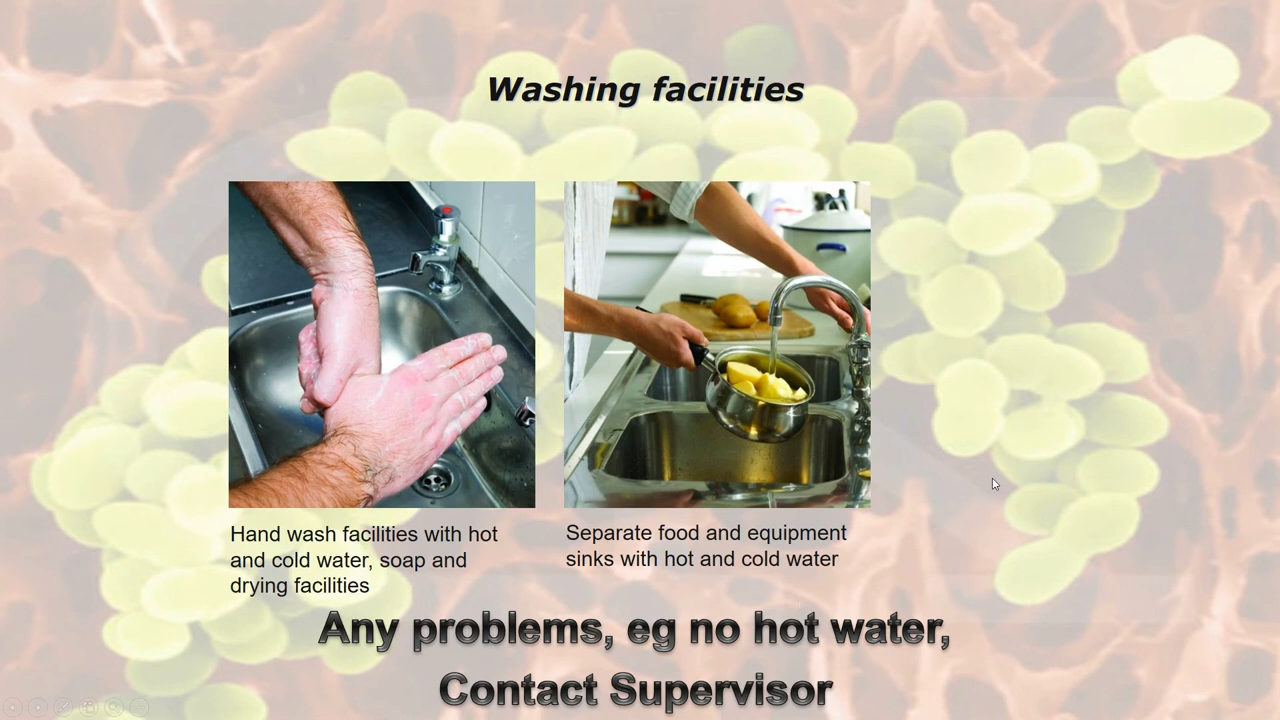 Washing facilities
Hand wash facilities with hot
and cold water, soap and
drying facilities
Separate food and equipment
sinks with hot and cold water
Any problems, eg no hot water,
Contact Supervisor